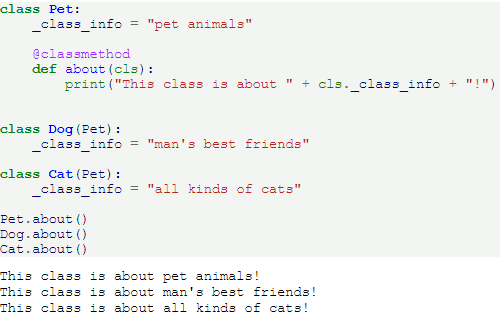 class Pet:
    _class_info = "pet animals"

    @classmethod
    def about(cls):
        print("This class is about " + cls._class_info + "!")

class Dog(Pet):
    _class_info = "man's best friends"

class Cat(Pet):
    _class_info = "all kinds of cats"

Pet.about()
Dog.about()
Cat.about()

This class is about pet animals!
This class is about man's best friends!
This class is about all kinds of cats!